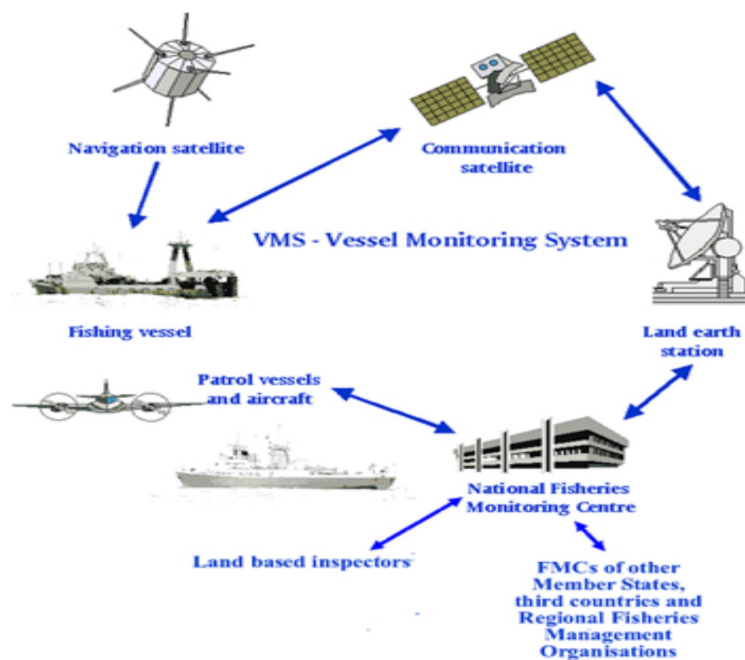 Navigation satellite
Communication
satellite
VMS - Vessel Monitoring System
Fishing vessel
Land earth
station
Patrol vessels
and aircraft
National Fisheries
Monitoring Centre
Land based inspectors
FMCs of other
Member States,
third countries and
Regional Fisheries
Management
Organisations